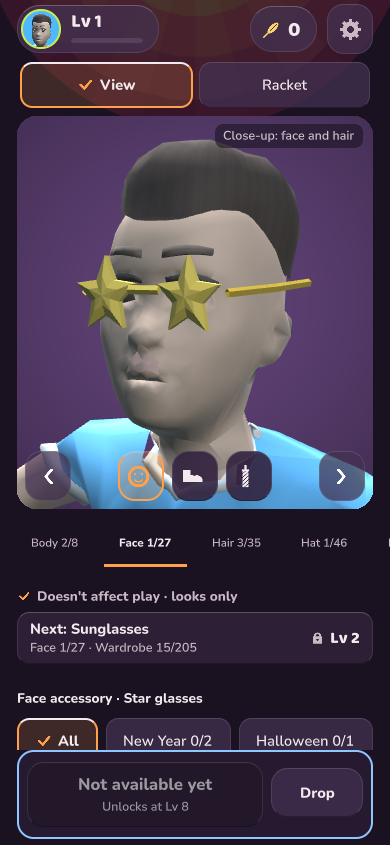 Lv 1
0
View
Racket
Close-up: face and hair
Body 2/8
Face 1/27
Hair 3/35
Hat 1/46
Doesn't affect play · looks only
Next: Sunglasses
Face 1/27 · Wardrobe 15/205
Lv 2
Face accessory · Star glasses
All
New Year 0/2
Halloween 0/1
Not available yet
Unlocks at Lv 8
Drop